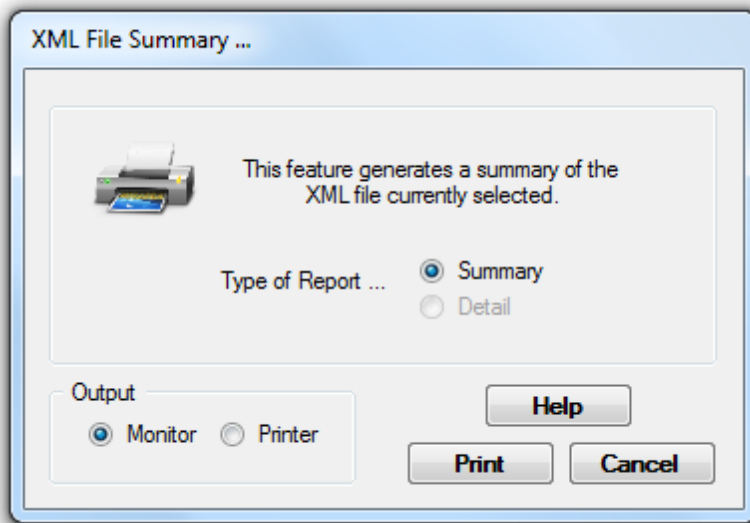 XML File Summary ...
This feature generates a summary of the
XML file currently selected.
Type of Report ...
Summary
Detail
Output
Monitor
Printer
Help
Print
Cancel